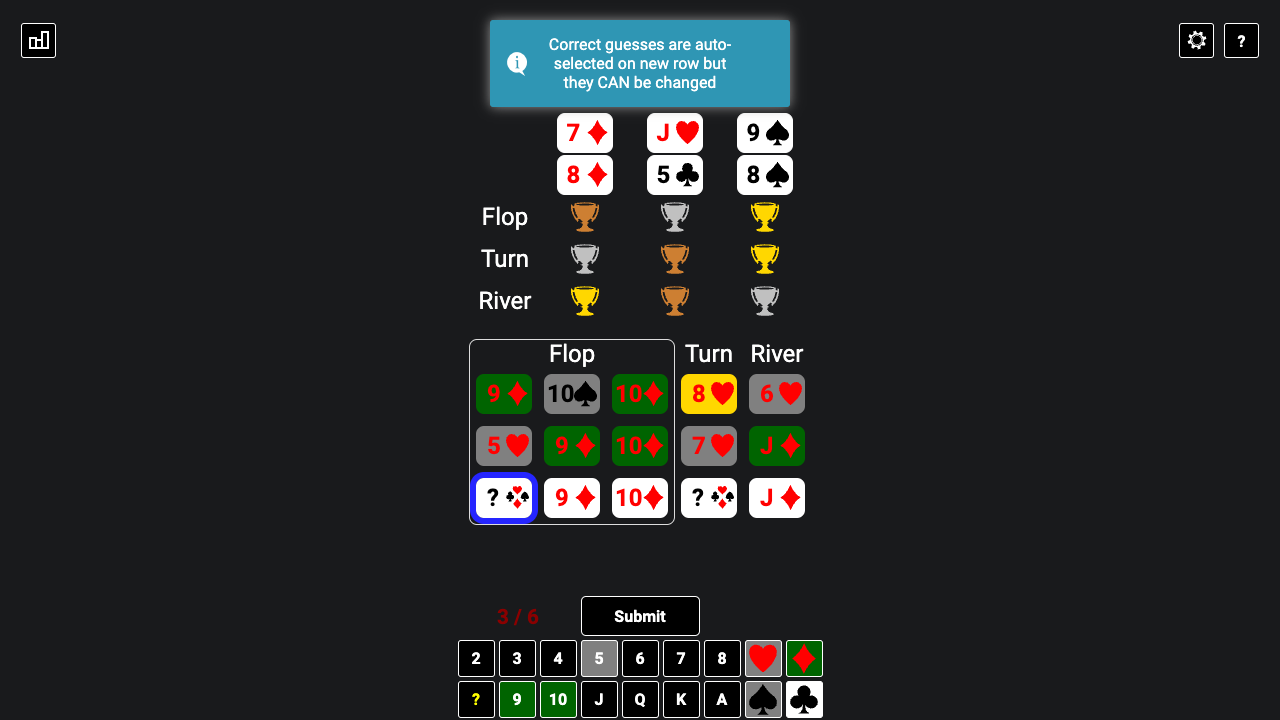 Correct guesses are auto-
selected on new row but
they CAN be changed
?
7 J 9
8 5 8
Flop
Turn
River
Flop Turn River
9 10 10 8 6
5 9 10 7 J
? 9 10 ? J
3 / 6 Submit
2 3 4 5 6 7 8
? 9 10 J Q K A